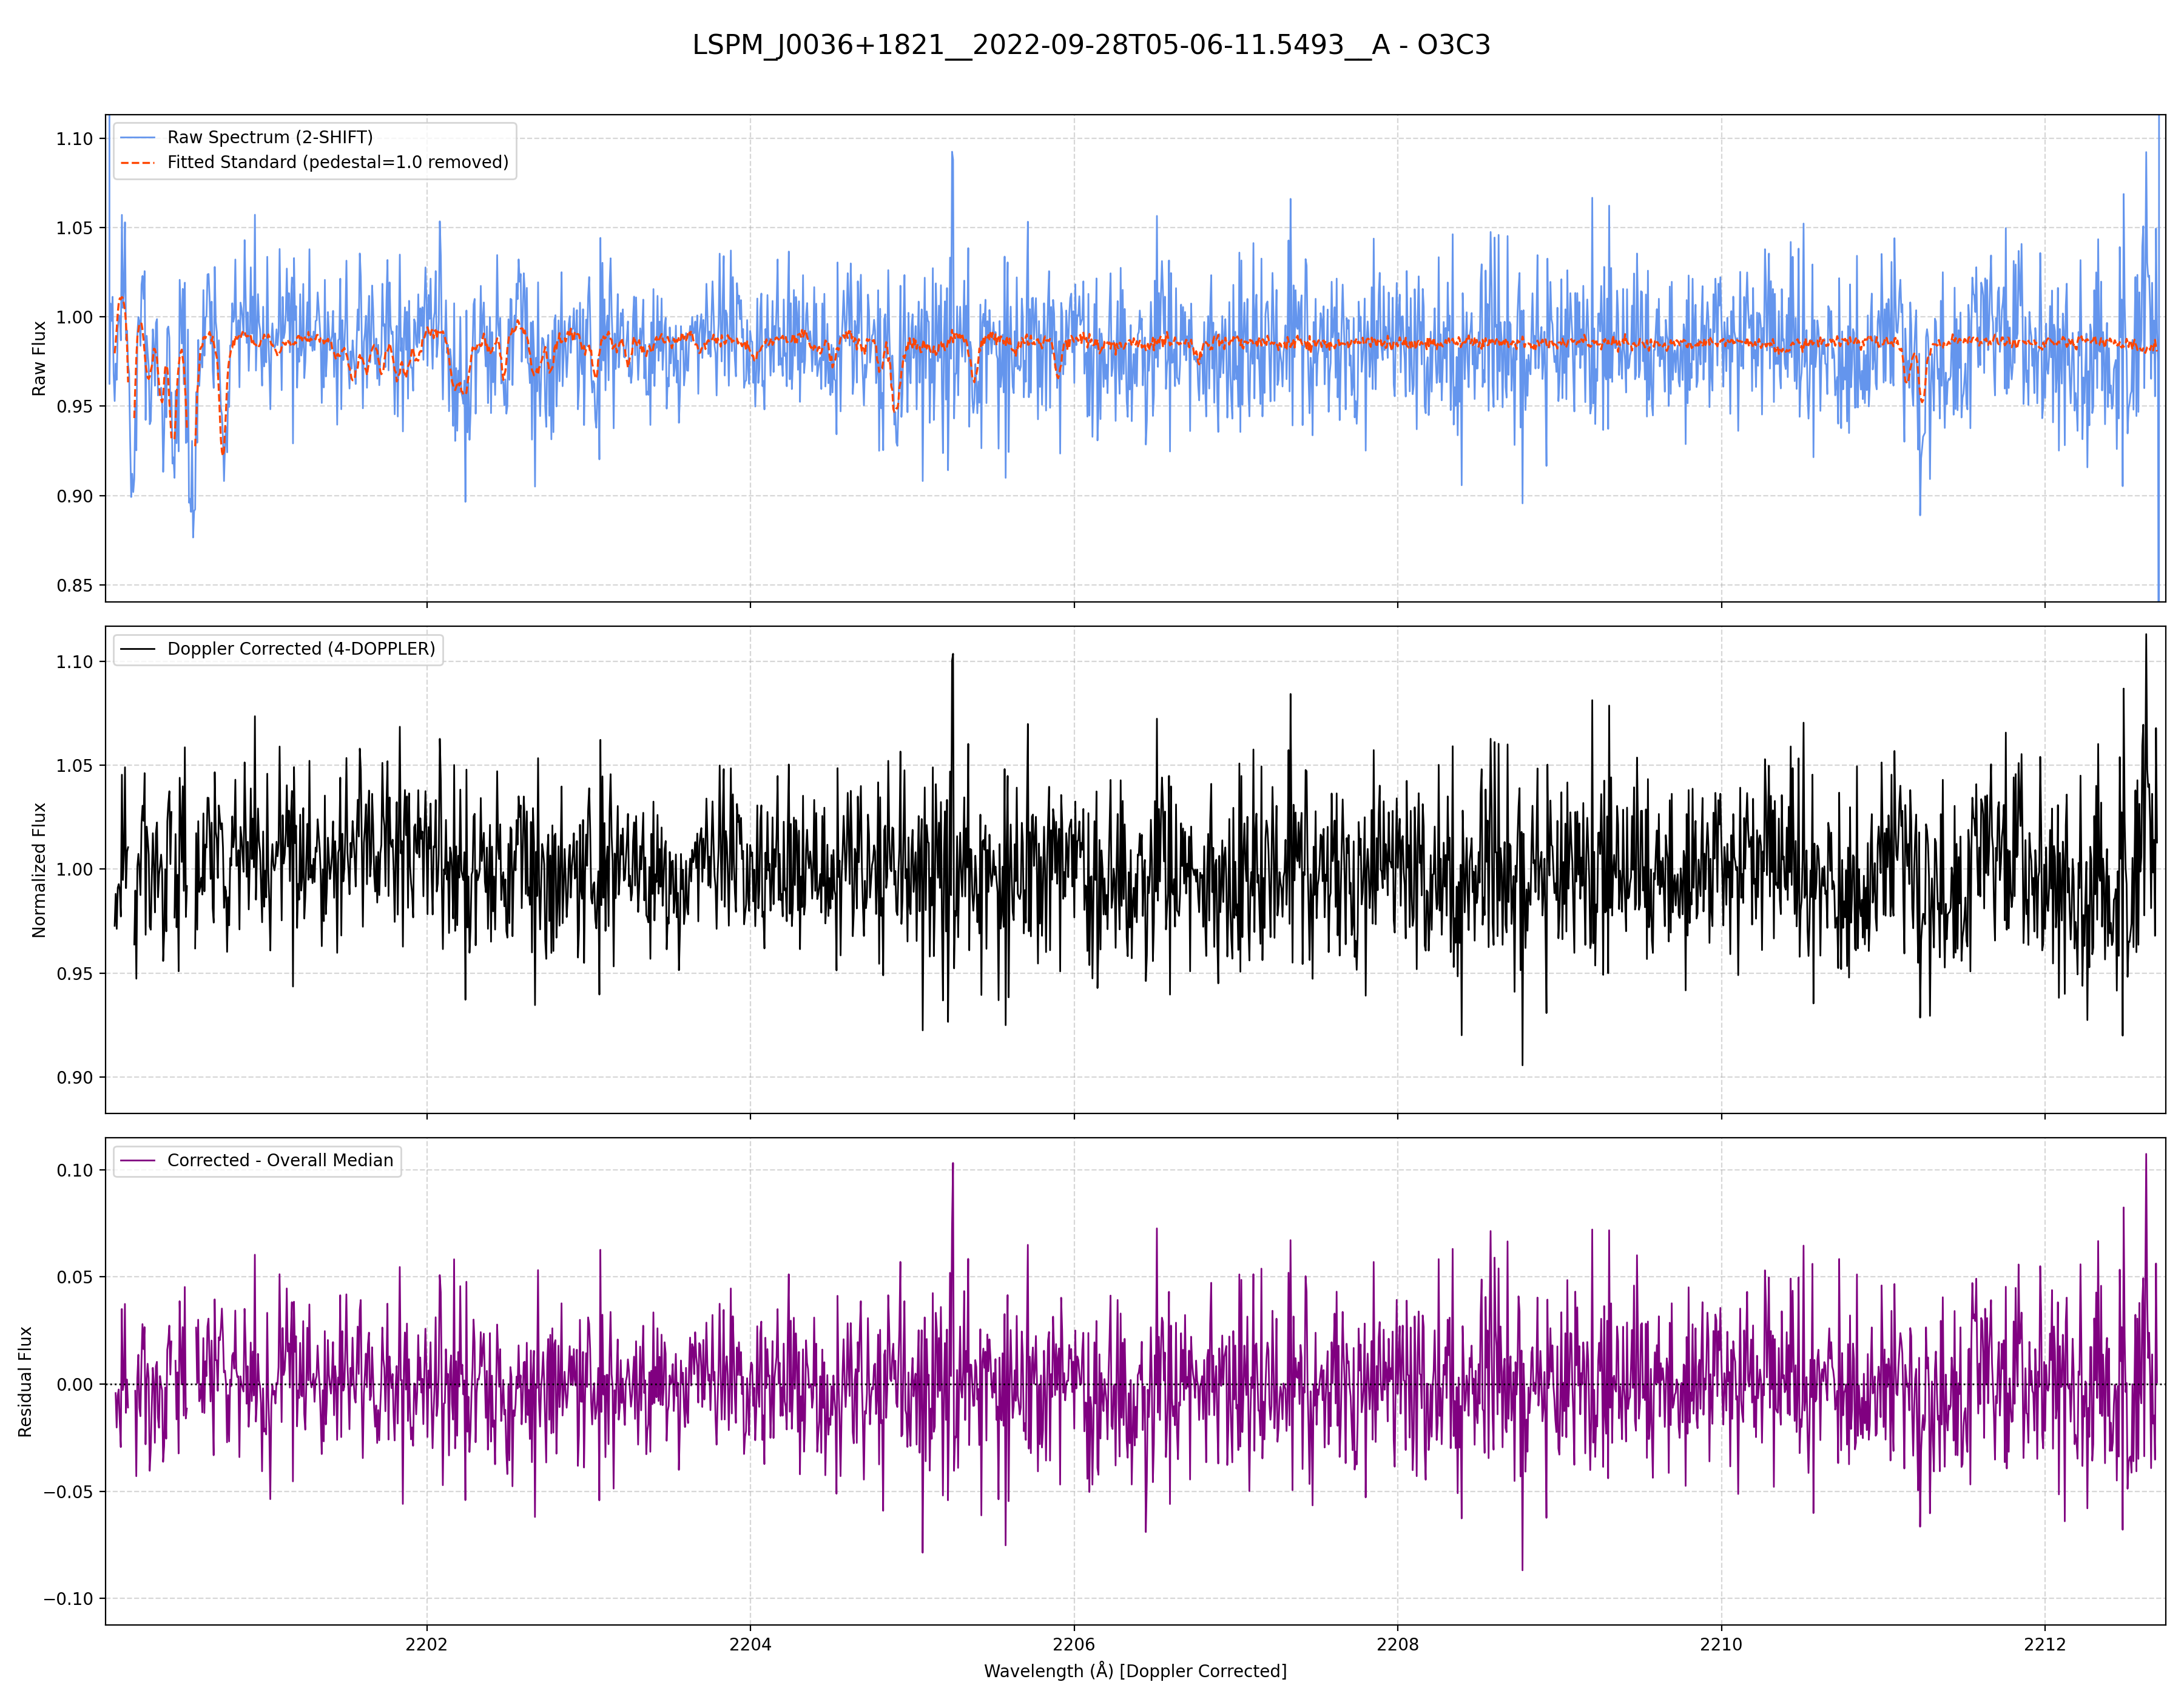 LSPM_J0036+1821__2022-09-28T05-06-11.5493__A - O3C3
Raw Spectrum (2-SHIFT)
Fitted Standard (pedestal=1.0 removed)
1.10
1.05
1.00
0.95
0.90
0.85
Raw Flux
Doppler Corrected (4-DOPPLER)
1.10
1.05
1.00
0.95
0.90
Normalized Flux
Corrected - Overall Median
0.10
0.05
0.00
−0.05
−0.10
Residual Flux
2202
2204
2206
2208
2210
2212
Wavelength (Å) [Doppler Corrected]